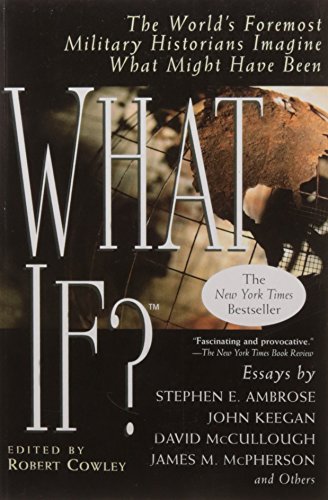 The World's Foremost
Military Historians Imagine
What Might Have Been
WHAT
IF?™
The
New York Times
Bestseller
"Fascinating and provocative."
—The New York Times Book Review
Essays by
STEPHEN E. AMBROSE
JOHN KEEGAN
DAVID McCULLOUGH
JAMES M. McPHERSON
and Others
EDITED BY
ROBERT COWLEY